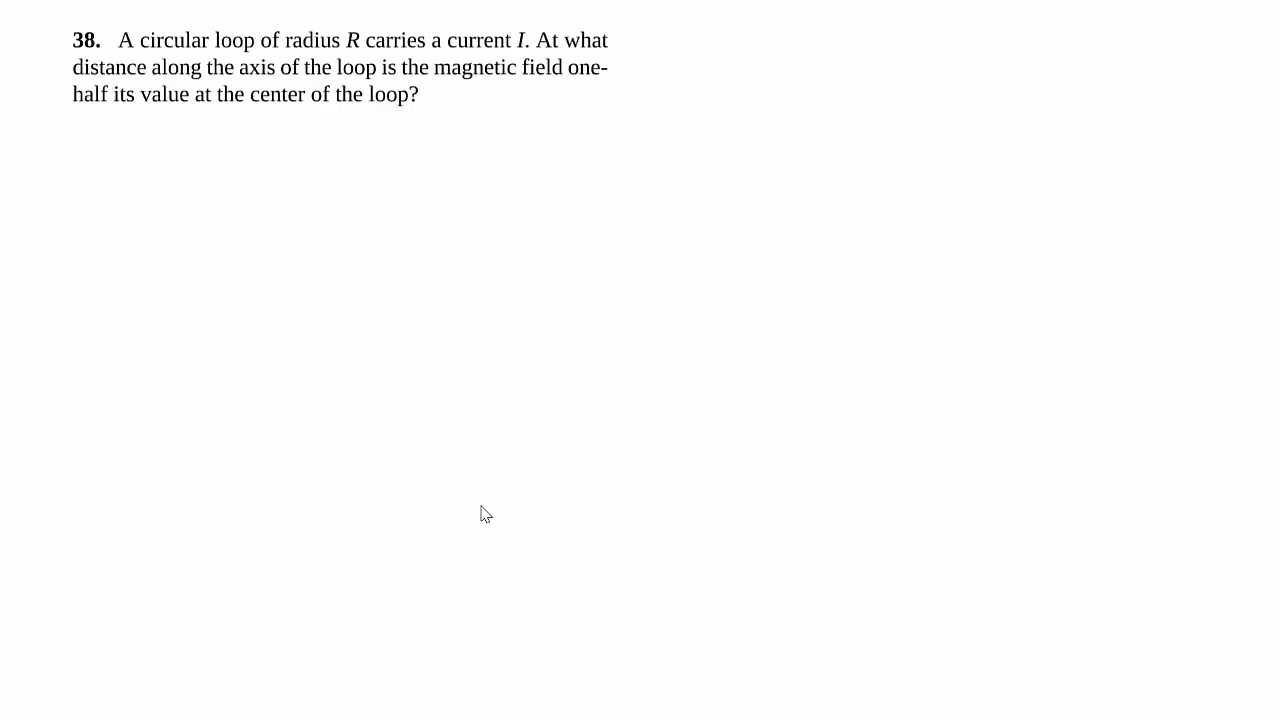 38. A circular loop of radius R carries a current I. At what
distance along the axis of the loop is the magnetic field one-
half its value at the center of the loop?